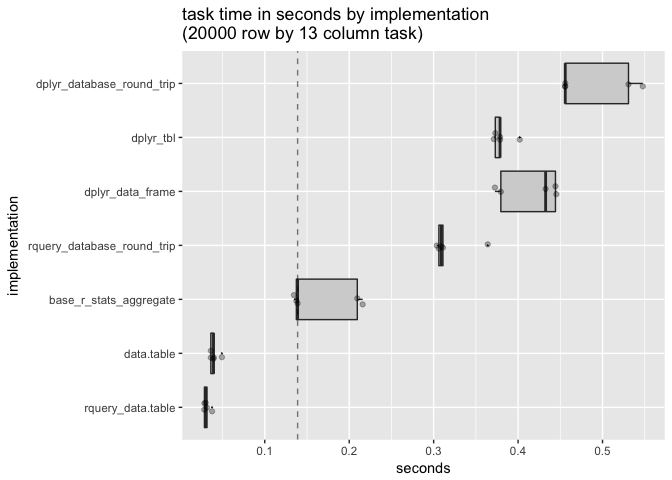 task time in seconds by implementation
(20000 row by 13 column task)
implementation
dplyr_database_round_trip
dplyr_tbl
dplyr_data_frame
rquery_database_round_trip
base_r_stats_aggregate
data.table
rquery_data.table
0.1 0.2 0.3 0.4 0.5
seconds